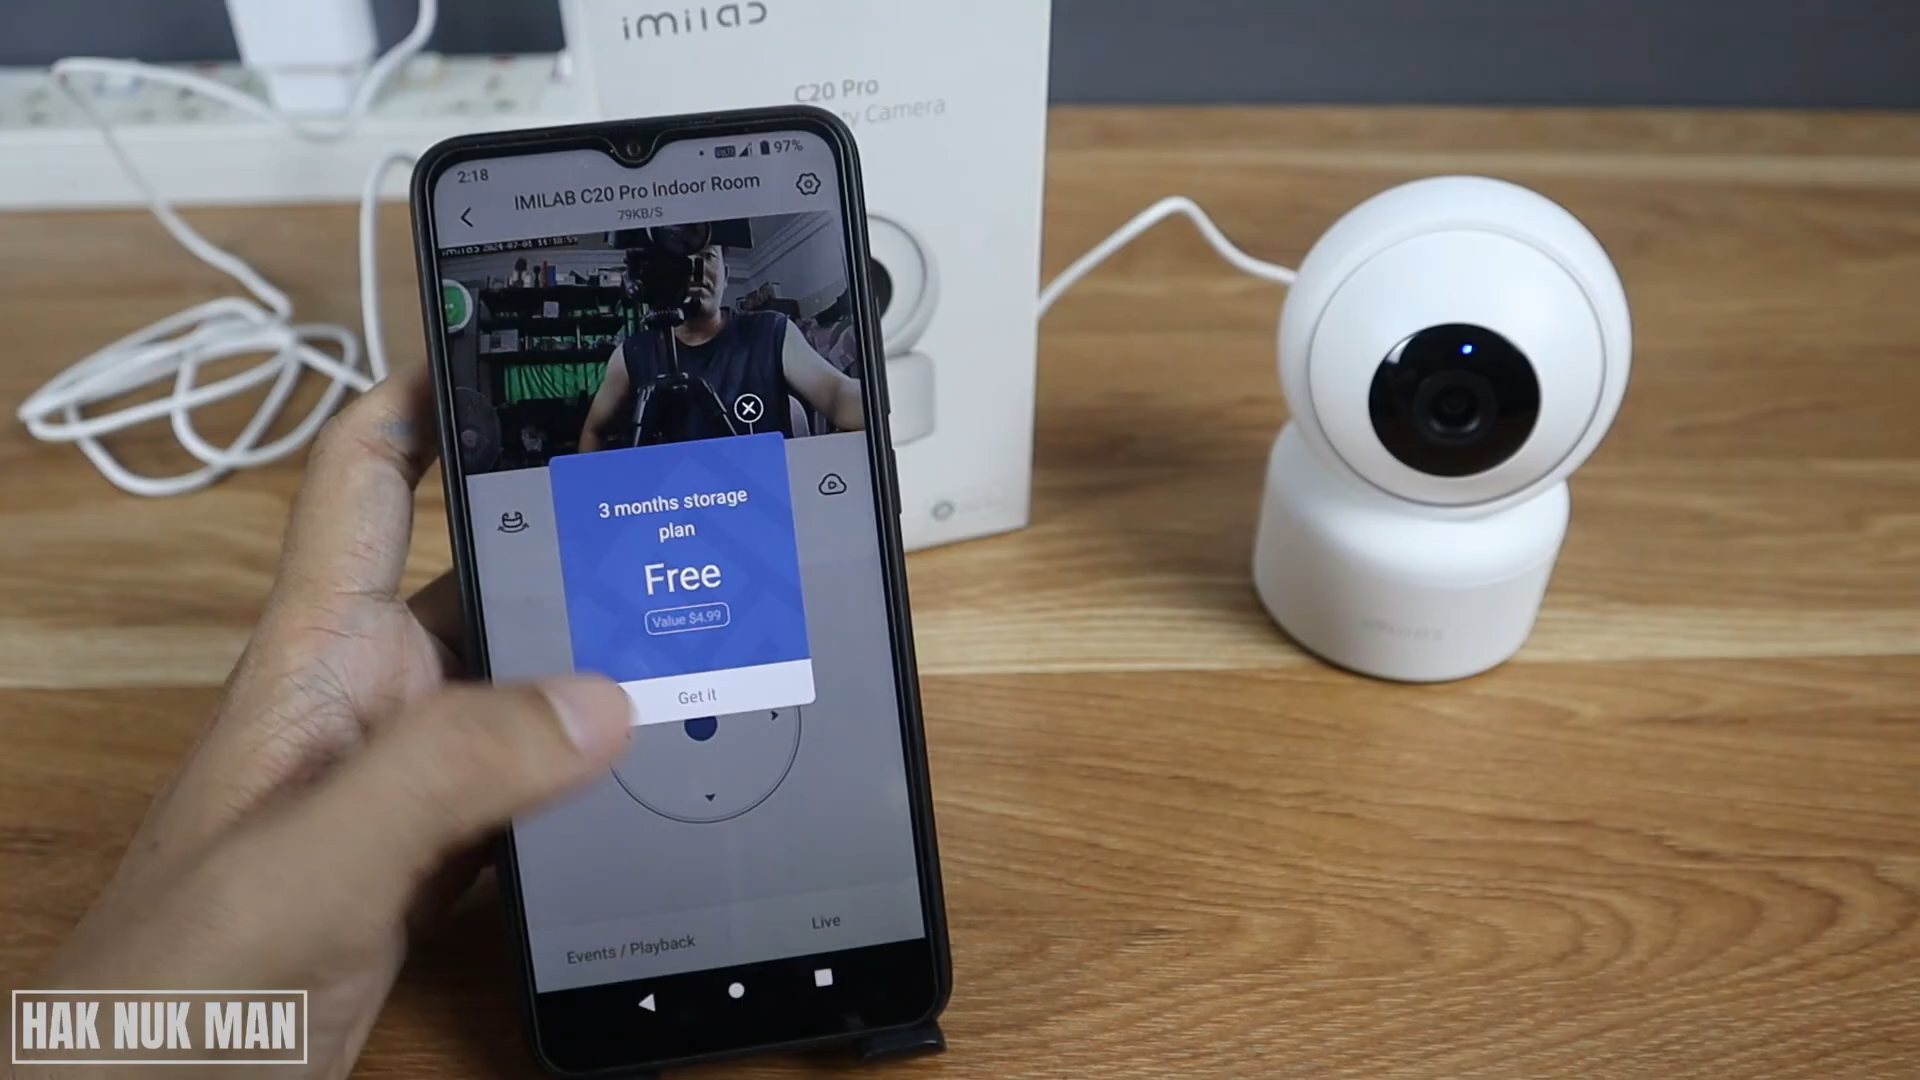 imilab
C20 Pro
ty Camera
2:18
97%
IMILAB C20 Pro Indoor Room
79KB/S
3 months storage
plan
Free
Value $4.99
Get it
Live
Events / Playback
HAK NUK MAN